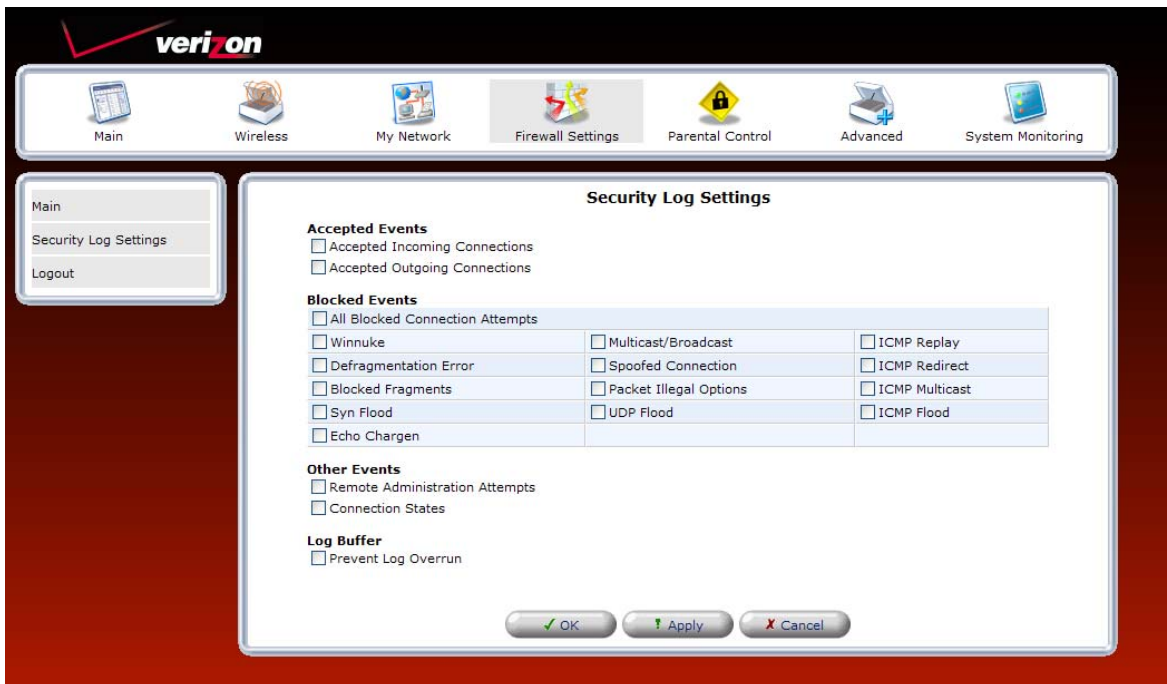 verizon
Main Wireless My Network Firewall Settings Parental Control Advanced System Monitoring
Main
Security Log Settings
Logout
Security Log Settings
Accepted Events
Accepted Incoming Connections
Accepted Outgoing Connections
Blocked Events
All Blocked Connection Attempts
Winnuke Multicast/Broadcast ICMP Replay
Defragmentation Error Spoofed Connection ICMP Redirect
Blocked Fragments Packet Illegal Options ICMP Multicast
Syn Flood UDP Flood ICMP Flood
Echo Chargen
Other Events
Remote Administration Attempts
Connection States
Log Buffer
Prevent Log Overrun
OK Apply Cancel